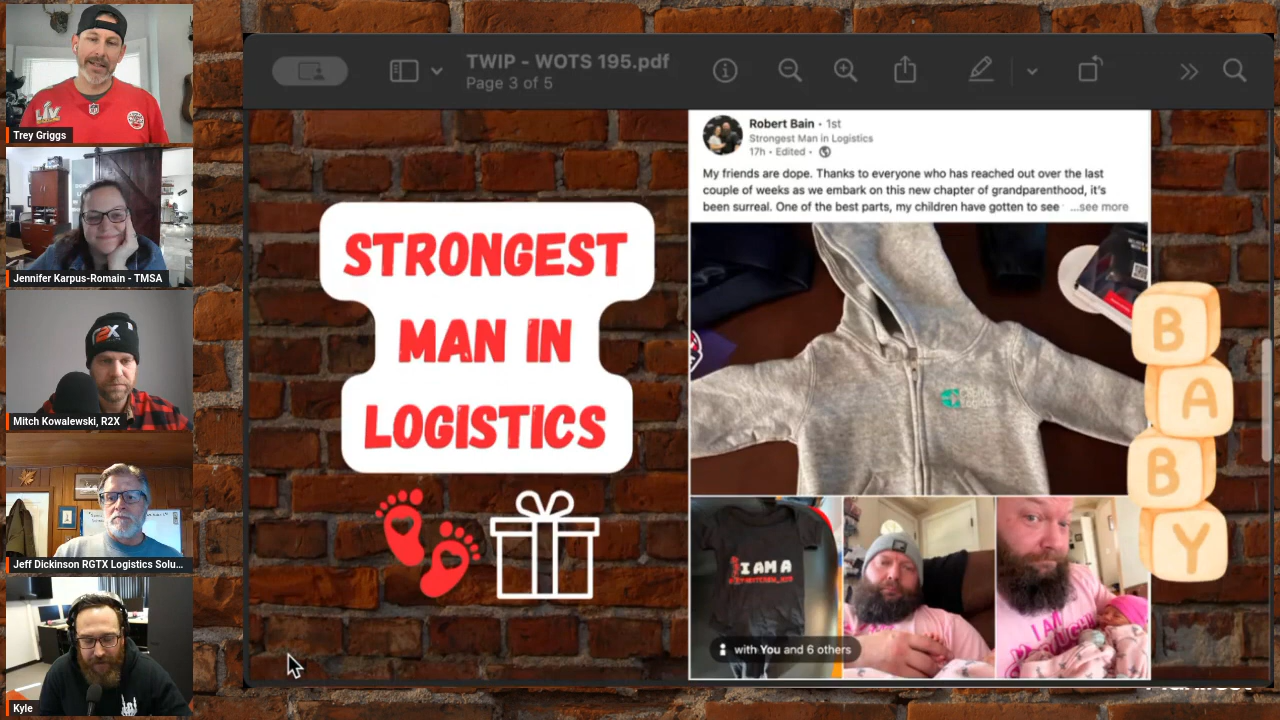 Trey Griggs
Jennifer Karpus-Romain - TMSA
R2X
Mitch Kowalewski, R2X
Jeff Dickinson RGTX Logistics Solu...
Kyle
TWIP - WOTS 195.pdf
Page 3 of 5
STRONGEST
MAN IN
LOGISTICS
Robert Bain • 1st
Strongest Man in Logistics
17h • Edited •
My friends are dope. Thanks to everyone who has reached out over the last
couple of weeks as we embark on this new chapter of grandparenthood, it's
been surreal. One of the best parts, my children have gotten to see ...see more
I AM A
with You and 6 others
I AM
B
A
B
Y